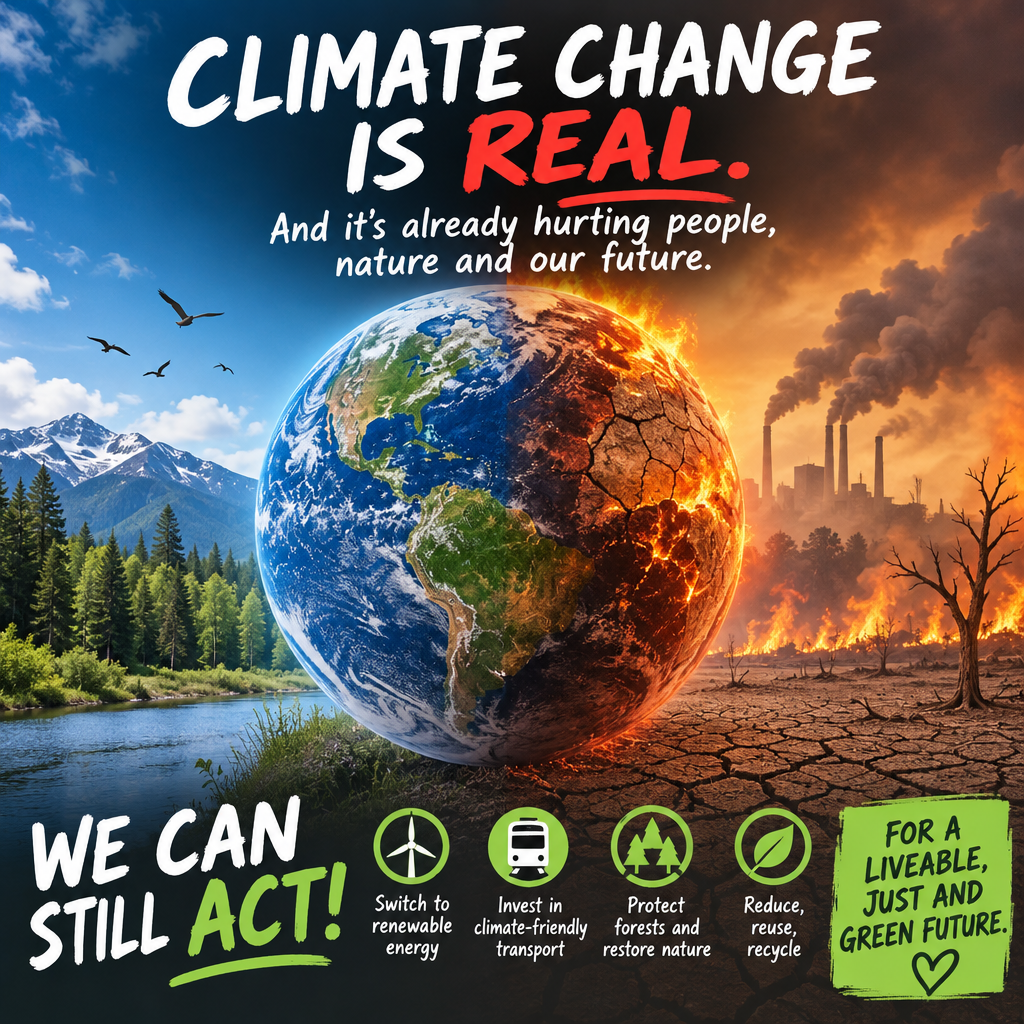 CLIMATE CHANGE
IS REAL.
And it's already hurting people,
nature and our future.
WE CAN
STILL ACT!
Switch to
renewable
energy
Invest in
climate-friendly
transport
Protect
forests and
restore nature
Reduce,
reuse,
recycle
FOR A
LIVEABLE,
JUST AND
GREEN FUTURE.